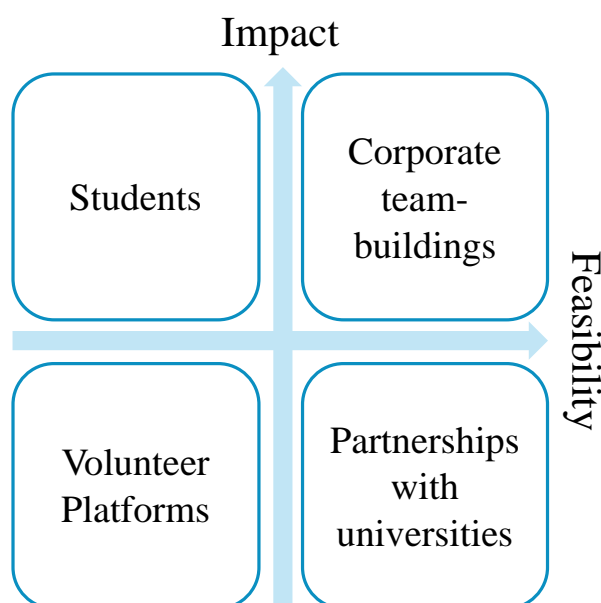 Impact
Students
Corporate
team-
buildings
Feasibility
Volunteer
Platforms
Partnerships
with
universities